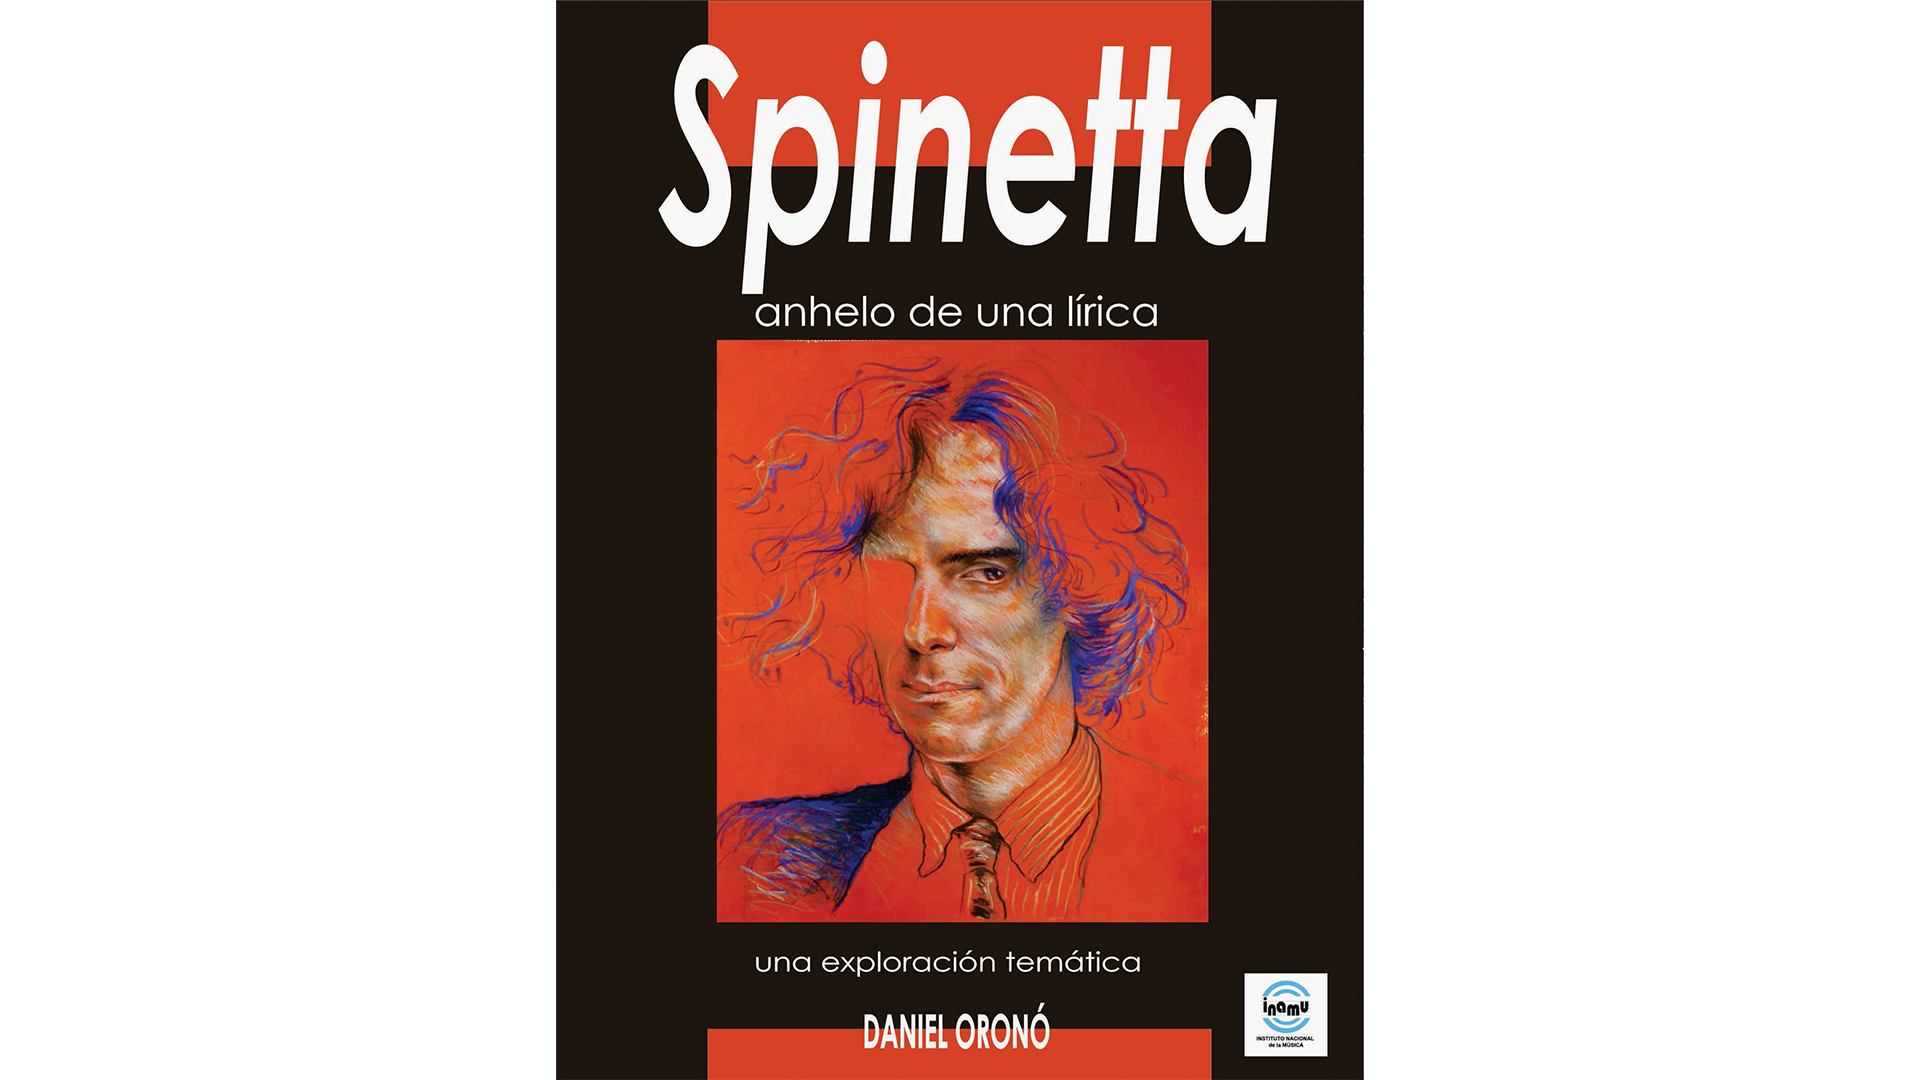 Spinetta
anhelo de una lírica
una exploración temática
DANIEL ORONÓ
inamu
INSTITUTO NACIONAL
de la MÚSICA